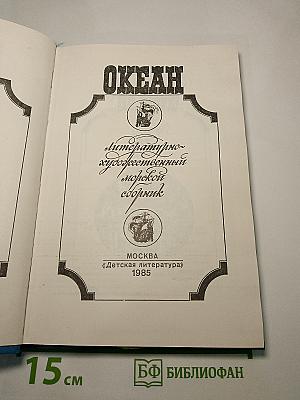 ОКЕАН
Литературно-
художественный
морской
сборник
МОСКВА
«Детская литература»
1985
15 см
БФ БИБЛИОФАН